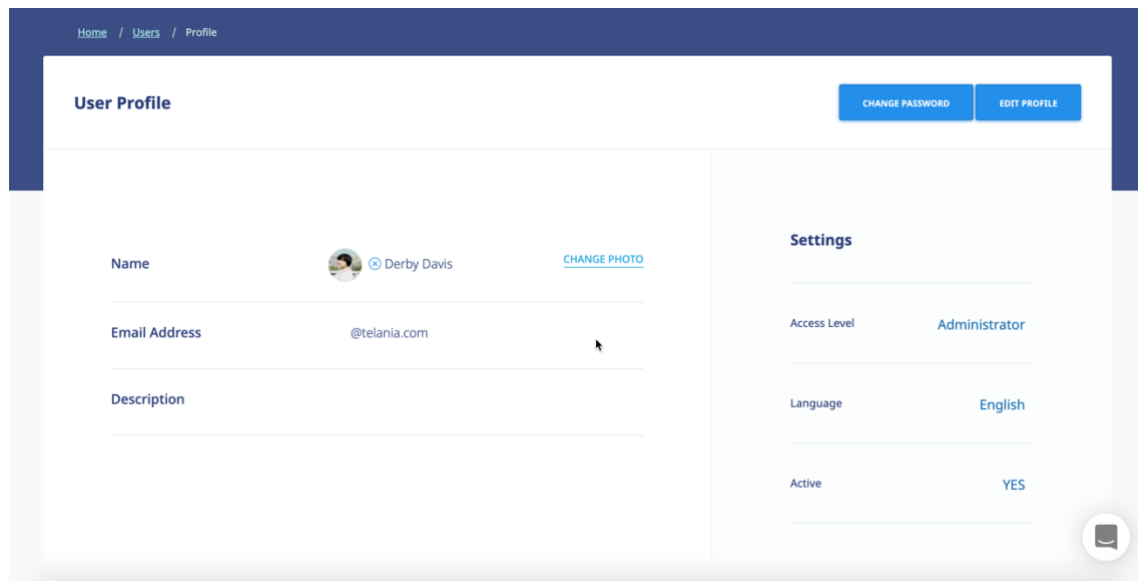 Home / Users / Profile
User Profile
CHANGE PASSWORD
EDIT PROFILE
Name
Derby Davis
CHANGE PHOTO
Email Address
@telania.com
Description
Settings
Access Level
Administrator
Language
English
Active
YES